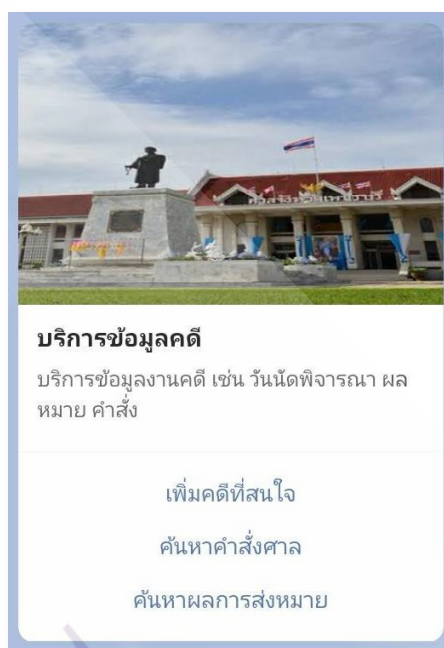 บริการข้อมูลคดี
บริการข้อมูลงานคดี เช่น วันนัดพิจารณา ผล
หมาย คำสั่ง
เพิ่มคดีที่สนใจ
ค้นหาคำสั่งศาล
ค้นหาผลการส่งหมาย